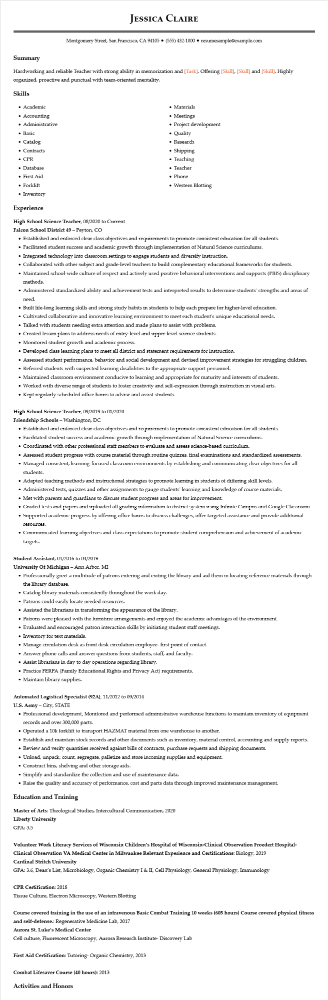 Jessica Claire
Montgomery Street, San Francisco, CA 94105 ● (555) 432-1000 ● resumesample@example.com
Summary
Hardworking and reliable Teacher with strong ability in memorization and [Task]. Offering [Skill], [Skill] and [Skill]. Highly
organized, proactive and punctual with team-oriented mentality.
Skills
• Academic
• Accounting
• Administrative
• Basic
• Catalog
• Contracts
• CPR
• Database
• First Aid
• Forklift
• Inventory
• Materials
• Meetings
• Project development
• Quality
• Research
• Shipping
• Teaching
• Teacher
• Phone
• Western Blotting
Experience
High School Science Teacher, 08/2020 to Current
Falcon School District 49 – Peyton, CO
• Established and enforced clear class objectives and requirements to promote consistent education for all students.
• Facilitated student success and academic growth through implementation of Natural Science curriculums.
• Integrated technology into classroom settings to engage students and diversify instruction.
• Collaborated with other subject and grade-level teachers to build complementary educational frameworks for students.
• Maintained school-wide culture of respect and actively used positive behavioral interventions and supports (PBIS) disciplinary
methods.
• Administered standardized ability and achievement tests and interpreted results to determine students' strengths and areas of
need.
• Built life-long learning skills and strong study habits in students to help each prepare for higher-level education.
• Cultivated collaborative and innovative learning environment to meet each student's unique educational needs.
• Talked with students needing extra attention and made plans to assist with problems.
• Created lesson plans to address needs of entry-level and upper-level science students.
• Monitored student growth and academic process.
• Developed class learning plans to meet all district and statement requirements for instruction.
• Assessed student performance, behavior and social development and devised improvement strategies for struggling children.
• Referred students with suspected learning disabilities to the appropriate support personnel.
• Maintained classroom environment conducive to learning and appropriate for maturity and interests of students.
• Worked with diverse range of students to foster creativity and self-expression through instruction in visual arts.
• Kept regularly scheduled office hours to advise and assist students.
High School Science Teacher, 09/2019 to 01/2020
Friendship Schools – Washington, DC
• Established and enforced clear class objectives and requirements to promote consistent education for all students.
• Facilitated student success and academic growth through implementation of Natural Science curriculums.
• Coordinated with other professional staff members to evaluate and assess science-based curriculum.
• Assessed student progress with course material through routine quizzes, final examinations and standardized assessments.
• Managed consistent, learning-focused classroom environments by establishing and communicating clear objectives for all
students.
• Adapted teaching methods and instructional strategies to promote learning in students of differing skill levels.
• Administered tests, quizzes and other assignments to gauge students' learning and knowledge of course materials.
• Met with parents and guardians to discuss student progress and areas for improvement.
• Graded tests and papers and uploaded all grading information to district system using Infinite Campus and Google Classroom
• Supported academic progress by offering office hours to discuss challenges, offer targeted assistance and provide additional
resources.
• Communicated learning objectives and class expectations to promote student comprehension and achievement of academic
targets.
Student Assistant, 04/2016 to 04/2019
University Of Michigan – Ann Arbor, MI
• Professionally greet a multitude of patrons entering and exiting the library and aid them in locating reference materials through
the library database.
• Catalog library materials consistently throughout the work day.
• Patrons could easily locate needed resources.
• Assisted the librarians in transforming the appearance of the library.
• Patrons were pleased with the furniture arrangements and enjoyed the academic advantages of the environment.
• Evaluated and encouraged patron interaction skills by initiating student staff meetings.
• Inventory for text materials.
• Manage circulation desk as front desk circulation employee- first point of contact.
• Answer phone calls and answer questions from students, staff, and faculty.
• Assist librarians in day to day operations regarding library.
• Practice FERPA (Family Educational Rights and Privacy Act) requirements.
• Maintain library supplies.
Automated Logistical Specialist (92A), 11/2012 to 09/2014
U.S. Army – City, STATE
• Professional development, Monitored and performed administrative warehouse functions to maintain inventory of equipment
records and over 300,000 parts.
• Operated a 10k forklift to transport HAZMAT material from one warehouse to another.
• Establish and maintain stock records and other documents such as inventory, material control, accounting and supply reports.
• Review and verify quantities received against bills of contracts, purchase requests and shipping documents.
• Unload, unpack, count, segregate, palletize and store incoming supplies and equipment.
• Construct bins, shelving and other storage aids.
• Simplify and standardize the collection and use of maintenance data.
• Raise the quality and accuracy of performance, cost and parts data through improved maintenance management.
Education and Training
Master of Arts: Theological Studies, Intercultural Communication, 2020
Liberty University
GPA: 3.5
Volunteer Work Literacy Services of Wisconsin Children’s Hospital of Wisconsin-Clinical Observation Froedert Hospital-
Clinical Observation VA Medical Center in Milwaukee Relevant Experience and Certifications: Biology, 2019
Cardinal Stritch University
GPA: 3.6, Dean’s List, Microbiology, Organic Chemistry I & II, Cell Physiology, General Physiology, Immunology
CPR Certification: 2018
Tissue Culture, Electron Microscopy, Western Blotting
Course covered training in the use of an intravenous Basic Combat Training 10 weeks (605 hours) Course covered physical fitness
and self-defense.: Regenerative Medicine Lab, 2017
Aurora St. Luke’s Medical Center
Cell culture, Fluorescent Microscopy, Aurora Research Institute- Discovery Lab
First Aid Certification: Tutoring- Organic Chemistry, 2013
Combat Lifesaver Course (40 hours): 2013
Activities and Honors